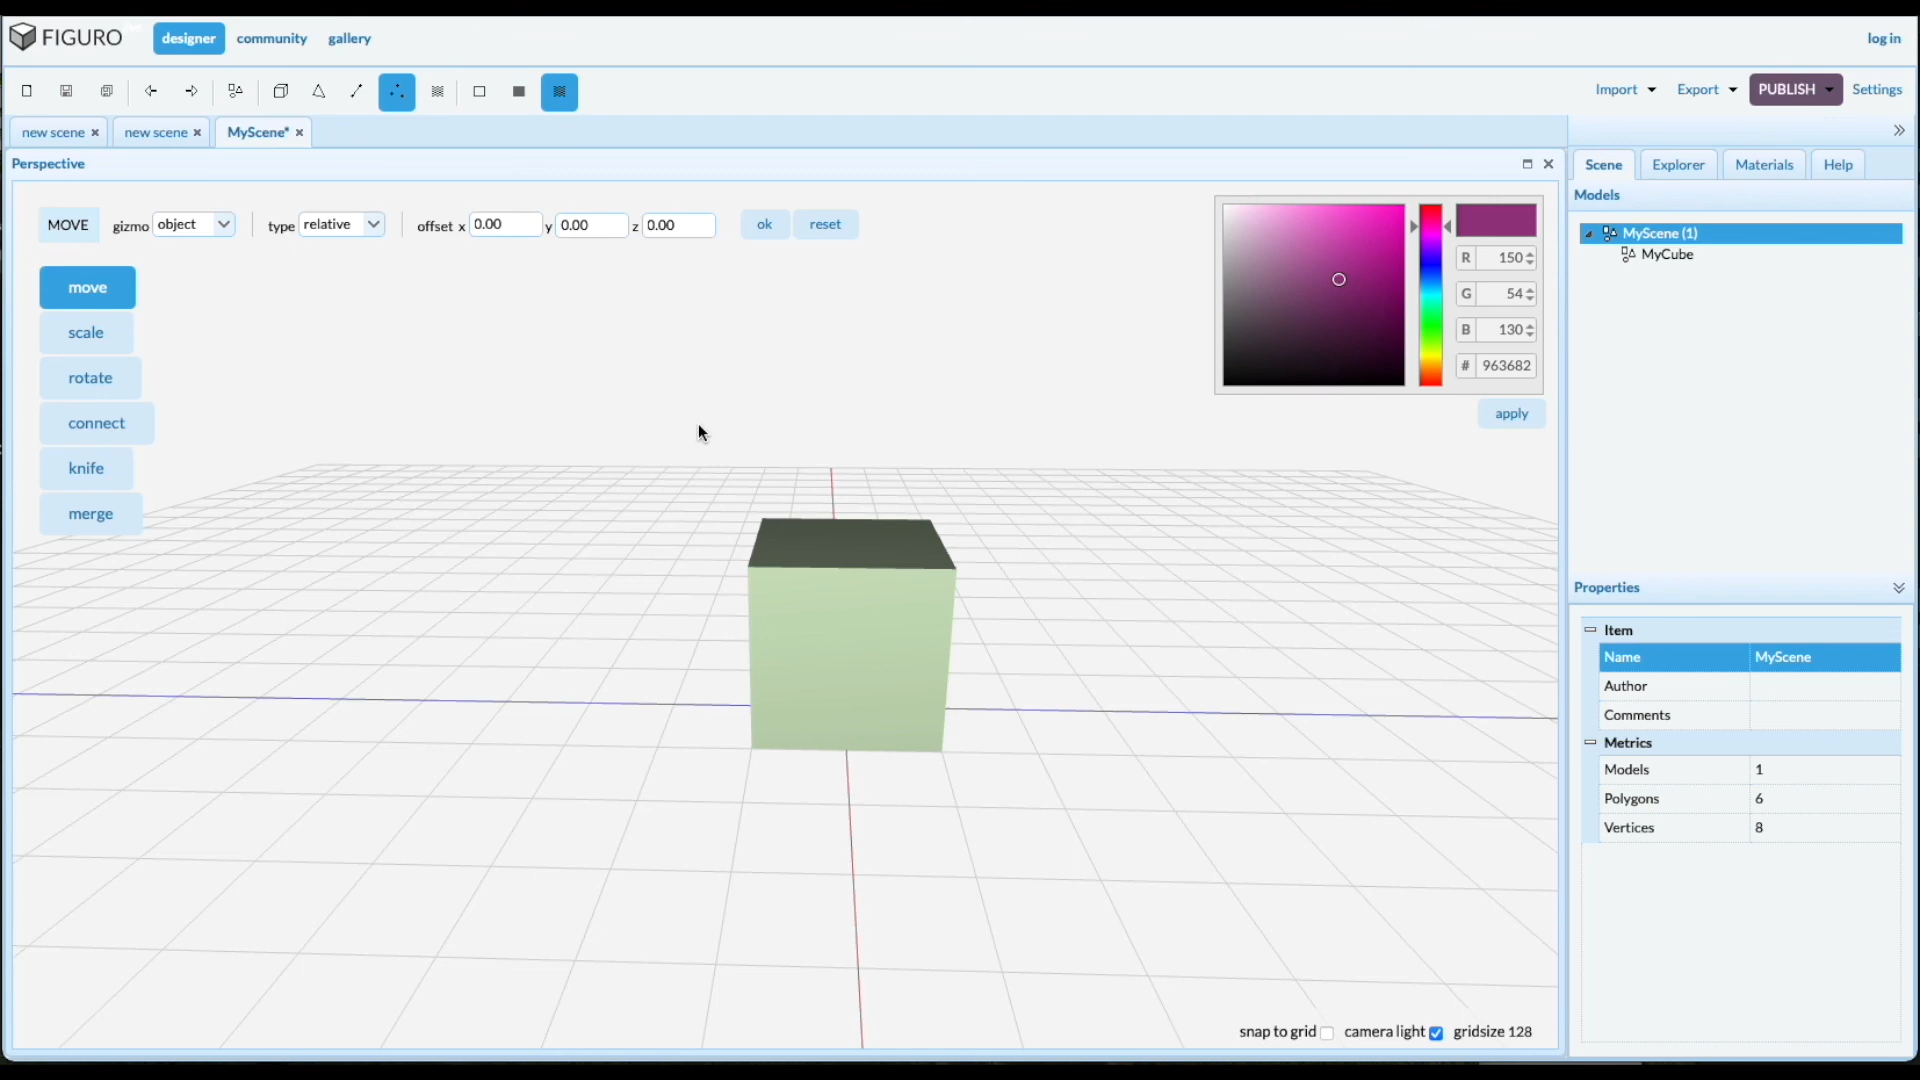 FIGURO designer community gallery log in
Import Export PUBLISH Settings
new scene new scene MyScene*
Perspective
MOVE gizmo object type relative offset x 0.00 y 0.00 z 0.00 ok reset
move
scale
rotate
connect
knife
merge
R 150
G 54
B 130
# 963682
apply
snap to grid camera light gridsize 128
Scene Explorer Materials Help
Models
MyScene (1)
MyCube
Properties
Item
Name MyScene
Author
Comments
Metrics
Models 1
Polygons 6
Vertices 8